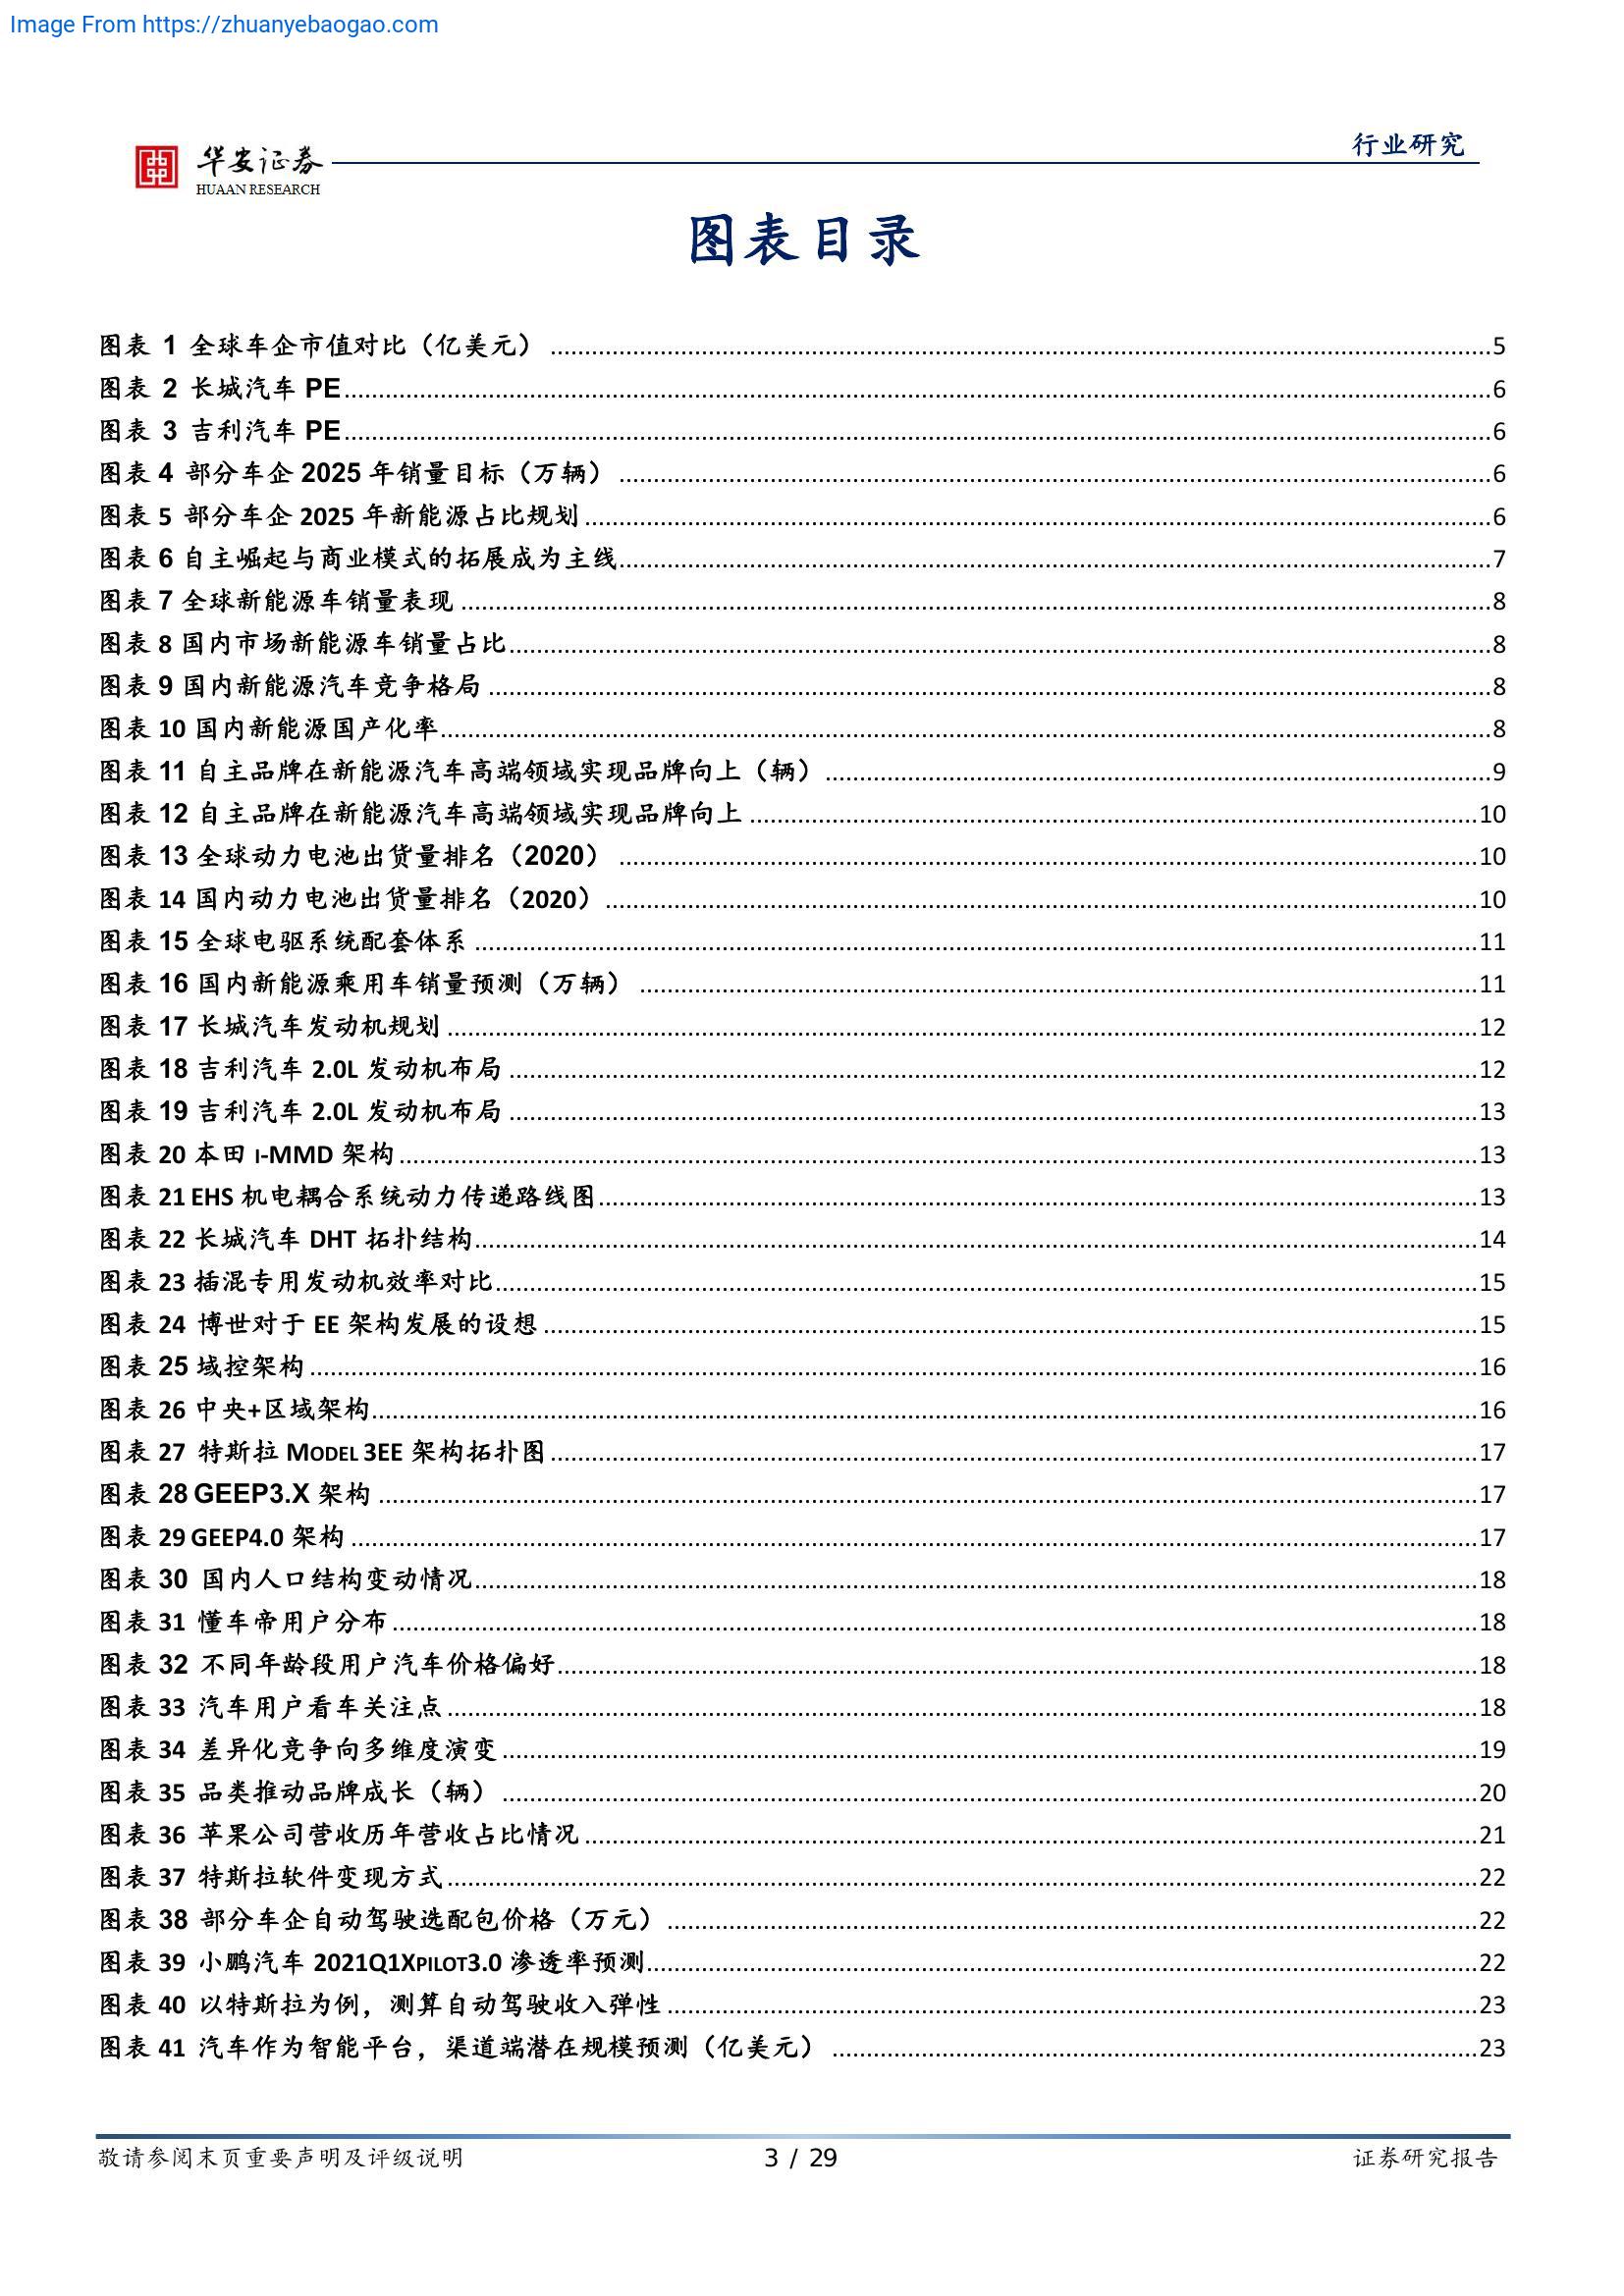 Image From https://zhuanyebaogao.com
华安证券
HUAAN RESEARCH
行业研究
图表目录
图表 1 全球车企市值对比（亿美元）........5
图表 2 长城汽车 PE........6
图表 3 吉利汽车 PE........6
图表 4 部分车企 2025 年销量目标（万辆）........6
图表 5 部分车企 2025 年新能源占比规划........6
图表 6 自主崛起与商业模式的拓展成为主线........7
图表 7 全球新能源车销量表现........8
图表 8 国内市场新能源车销量占比........8
图表 9 国内新能源汽车竞争格局........8
图表 10 国内新能源国产化率........8
图表 11 自主品牌在新能源汽车高端领域实现品牌向上（辆）........9
图表 12 自主品牌在新能源汽车高端领域实现品牌向上........10
图表 13 全球动力电池出货量排名（2020）........10
图表 14 国内动力电池出货量排名（2020）........10
图表 15 全球电驱系统配套体系........11
图表 16 国内新能源乘用车销量预测（万辆）........11
图表 17 长城汽车发动机规划........12
图表 18 吉利汽车 2.0L 发动机布局........12
图表 19 吉利汽车 2.0L 发动机布局........13
图表 20 本田 I-MMD 架构........13
图表 21 EHS 机电耦合系统动力传递路线图........13
图表 22 长城汽车 DHT 拓扑结构........14
图表 23 插混专用发动机效率对比........15
图表 24 博世对于 EE 架构发展的设想........15
图表 25 域控架构........16
图表 26 中央+区域架构........16
图表 27 特斯拉 MODEL 3EE 架构拓扑图........17
图表 28 GEEP3.X 架构........17
图表 29 GEEP4.0 架构........17
图表 30 国内人口结构变动情况........18
图表 31 懂车帝用户分布........18
图表 32 不同年龄段用户汽车价格偏好........18
图表 33 汽车用户看车关注点........18
图表 34 差异化竞争向多维度演变........19
图表 35 品类推动品牌成长（辆）........20
图表 36 苹果公司营收历年营收占比情况........21
图表 37 特斯拉软件变现方式........22
图表 38 部分车企自动驾驶选配包价格（万元）........22
图表 39 小鹏汽车 2021Q1XPILOT3.0 渗透率预测........22
图表 40 以特斯拉为例，测算自动驾驶收入弹性........23
图表 41 汽车作为智能平台，渠道端潜在规模预测（亿美元）........23
敬请参阅末页重要声明及评级说明
3 / 29
证券研究报告